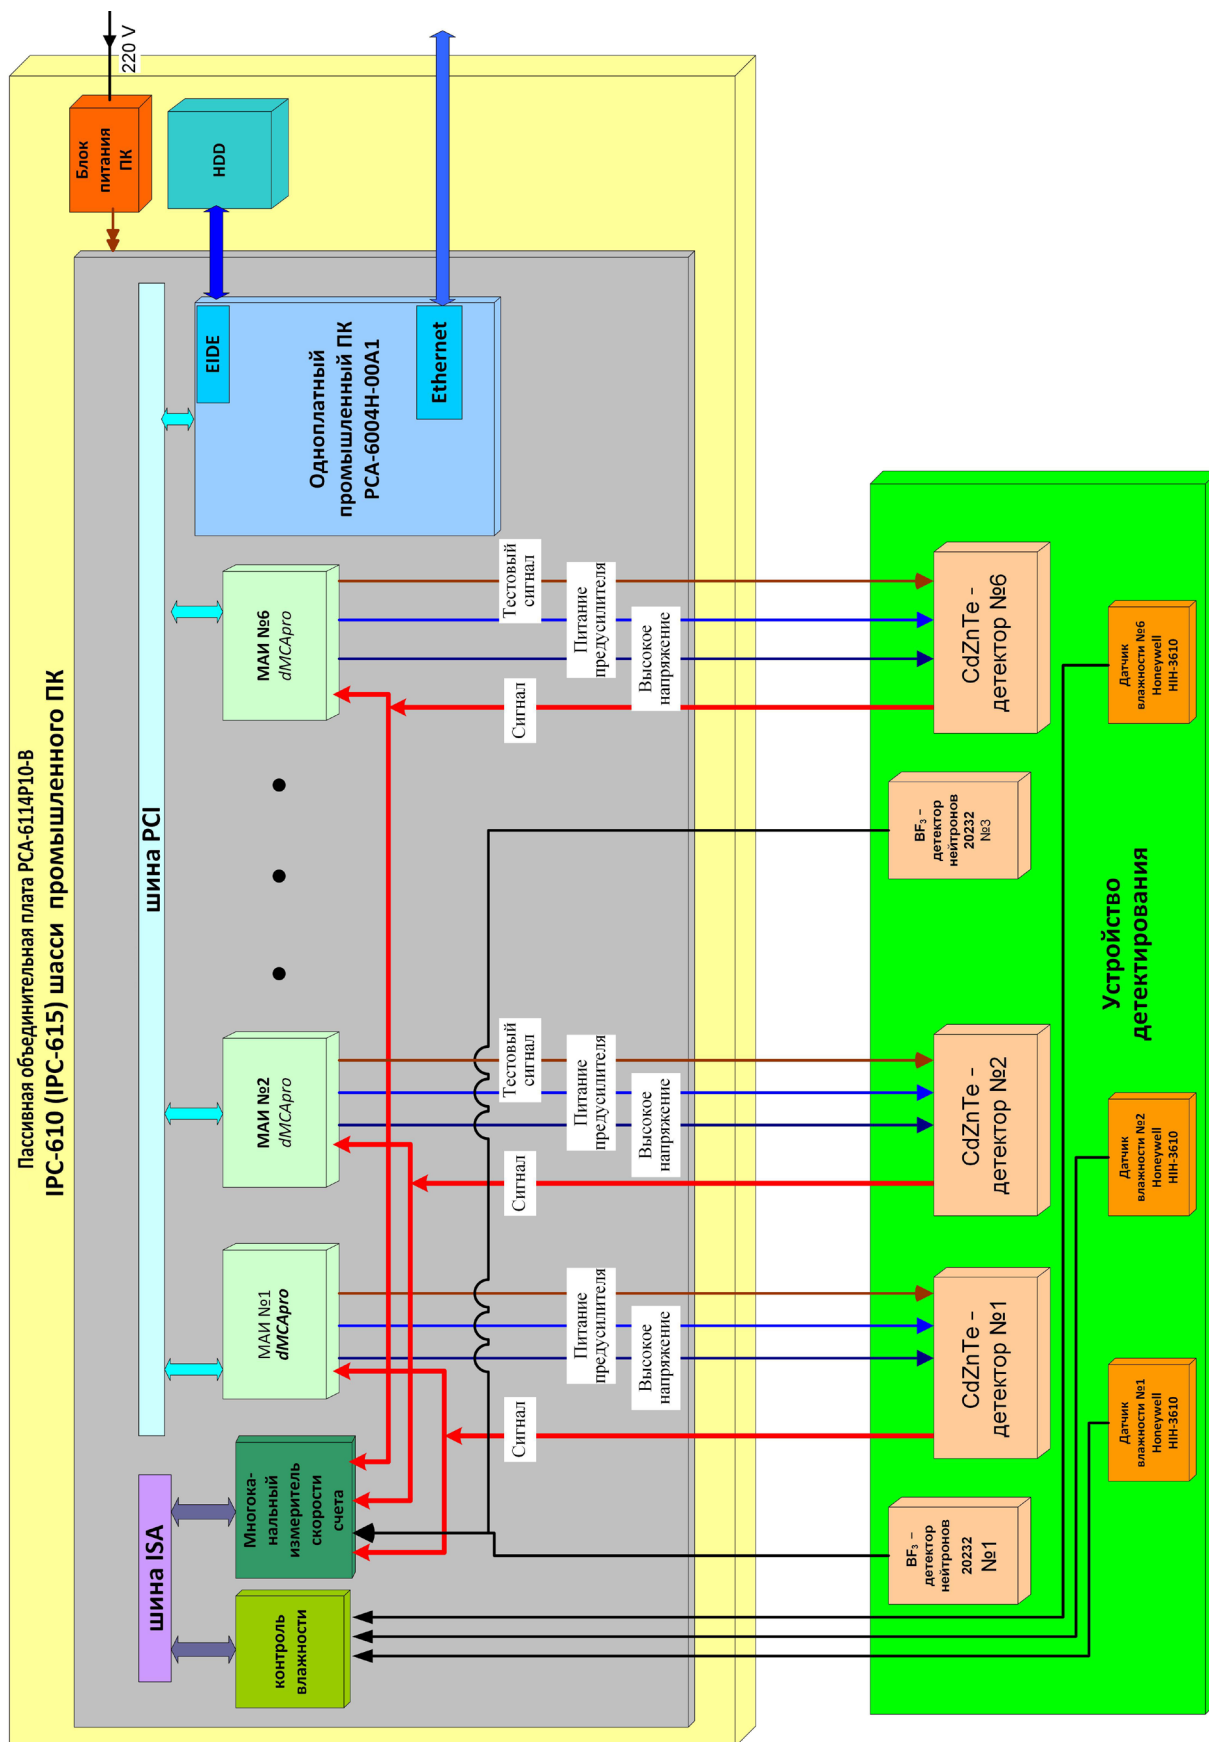 Пассивная объединительная плата PCA-6114P10-B
IPC-610 (IPC-615) шасси промышленного ПК
220 V
Блок
питания
ПК
HDD
шина ISA
шина PCI
EIDE
Одноплатный
промышленный ПК
PCA-6004H-00A1
Ethernet
контроль
влажности
Многока-
нальный
измеритель
скорости
счета
МАИ №1
dMCApro
МАИ №2
dMCApro
МАИ №6
dMCApro
Сигнал
Питание
предусилителя
Высокое
напряжение
Сигнал
Тестовый
сигнал
Питание
предусилителя
Высокое
напряжение
Сигнал
Тестовый
сигнал
Питание
предусилителя
Высокое
напряжение
BF₃ –
детектор
нейтронов
20232
№1
CdZnTe -
детектор №1
CdZnTe -
детектор №2
BF₃ –
детектор
нейтронов
20232
№3
CdZnTe -
детектор №6
Устройство
детектирования
Датчик
влажности №1
Honeywell
HIH-3610
Датчик
влажности №2
Honeywell
HIH-3610
Датчик
влажности №6
Honeywell
HIH-3610